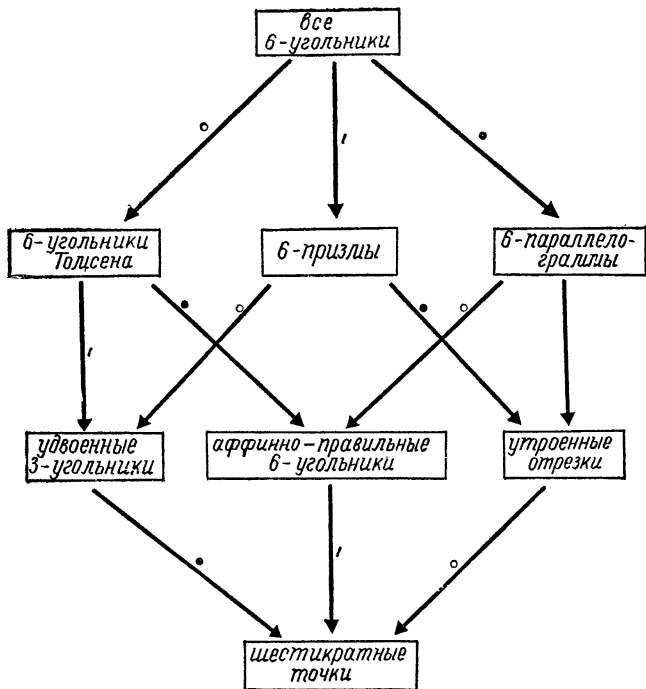 все
6-угольники
6-угольники
Томсена
6-призмы
6-параллело-
граммы
удвоенные
3-угольники
аффинно-правильные
6-угольники
утроенные
отрезки
шестикратные
точки